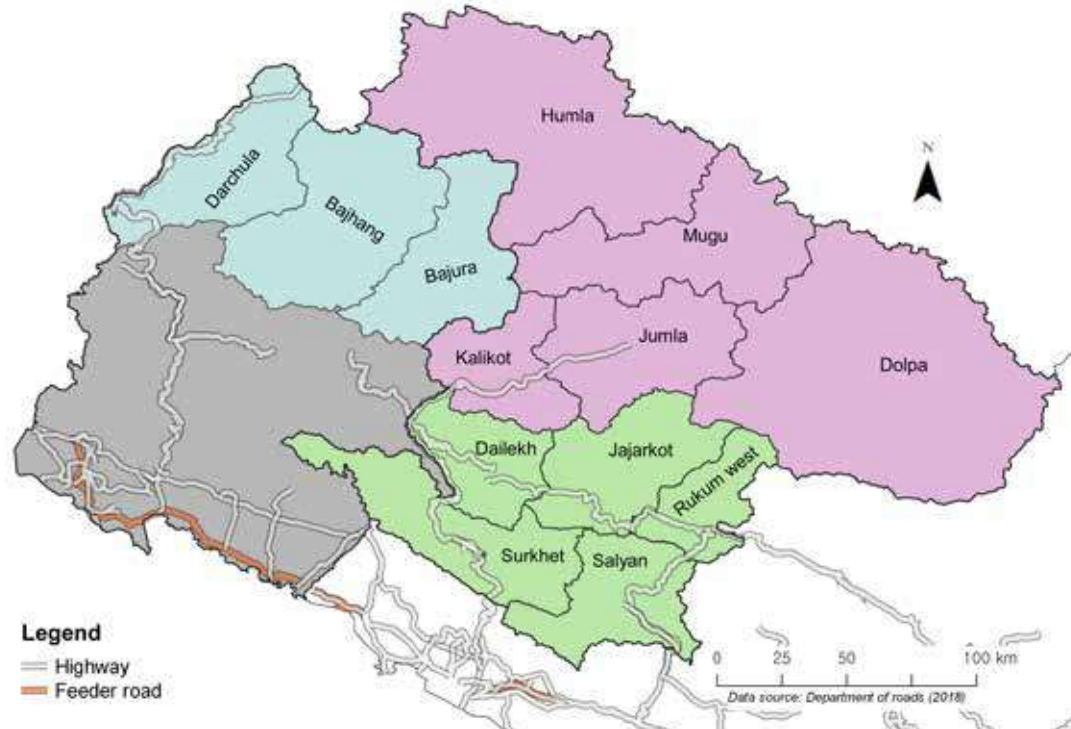 Humla
N
Darchula
Bajhang
Mugu
Bajura
Jumla
Kalikot
Dolpa
Dailekh
Jajarkot
Rukum west
Surkhet
Salyan
Legend
Highway
Feeder road
0 25 50 100 km
Data source: Department of roads (2018)